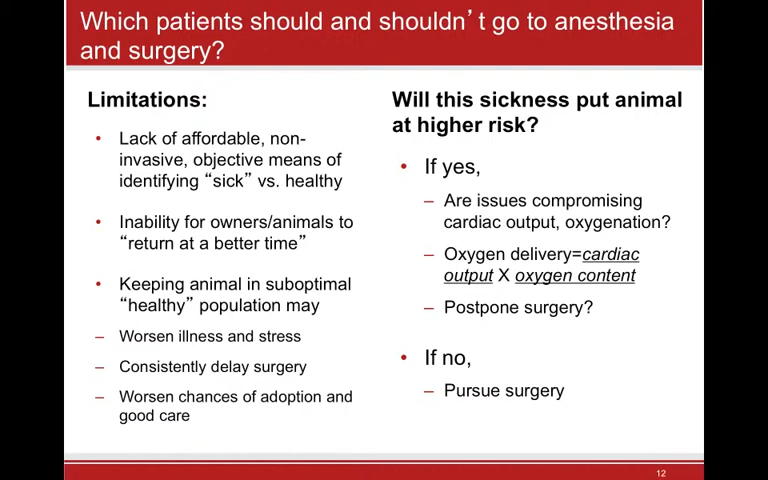 Which patients should and shouldn’t go to anesthesia
and surgery?
Limitations:
• Lack of affordable, non-
invasive, objective means of
identifying “sick” vs. healthy
• Inability for owners/animals to
“return at a better time”
• Keeping animal in suboptimal
“healthy” population may
– Worsen illness and stress
– Consistently delay surgery
– Worsen chances of adoption and
good care
Will this sickness put animal
at higher risk?
• If yes,
– Are issues compromising
cardiac output, oxygenation?
– Oxygen delivery=cardiac
output X oxygen content
– Postpone surgery?
• If no,
– Pursue surgery
12